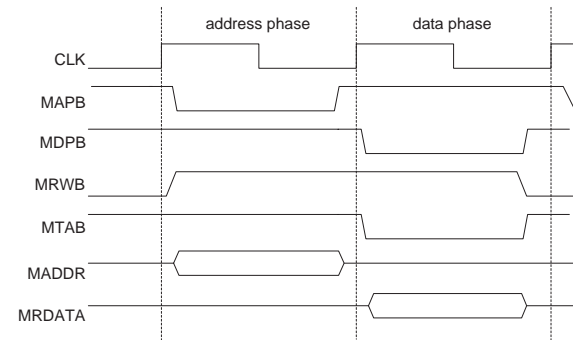 address phase data phase
CLK
MAPB
MDPB
MRWB
MTAB
MADDR
MRDATA